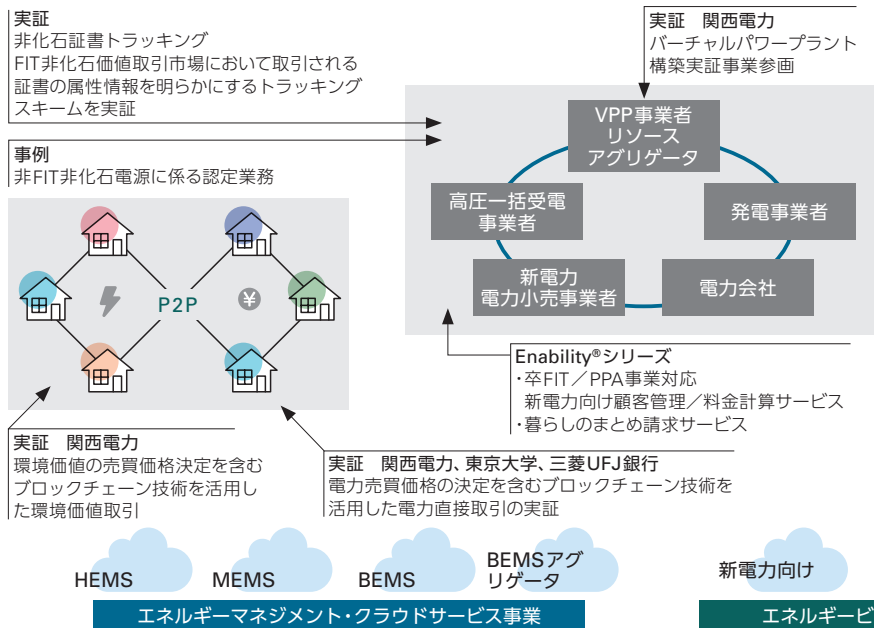 実証
非化石証書トラッキング
FIT非化石価値取引市場において取引される
証書の属性情報を明らかにするトラッキング
スキームを実証
実証　関西電力
バーチャルパワープラント
構築実証事業参画
事例
非FIT非化石電源に係る認定業務
VPP事業者
リソース
アグリゲータ
高圧一括受電
事業者
発電事業者
新電力
電力小売事業者
電力会社
P2P
¥
Enability®シリーズ
・卒FIT／PPA事業対応
新電力向け顧客管理／料金計算サービス
・暮らしのまとめ請求サービス
実証　関西電力
環境価値の売買価格決定を含む
ブロックチェーン技術を活用し
た環境価値取引
実証　関西電力、東京大学、三菱UFJ銀行
電力売買価格の決定を含むブロックチェーン技術を
活用した電力直接取引の実証
HEMS
MEMS
BEMS
BEMSアグ
リゲータ
新電力向け
エネルギーマネジメント・クラウドサービス事業
エネルギービ